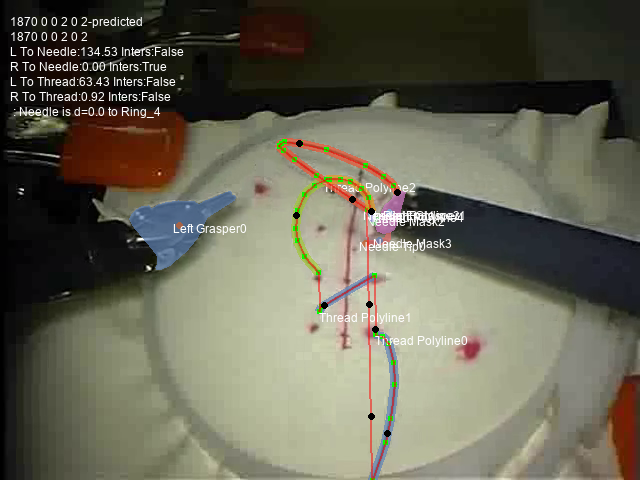 1870 0 0 2 0 2-predicted
1870 0 0 2 0 2
L To Needle:134.53 Inters:False
R To Needle:0.00 Inters:True
L To Thread:63.43 Inters:False
R To Thread:0.92 Inters:False
: Needle is d=0.0 to Ring_4
Thread Polyline2
Left Grasper0
Needle Mask2
Needle Mask3
Needle Tip0
Thread Polyline1
Thread Polyline0